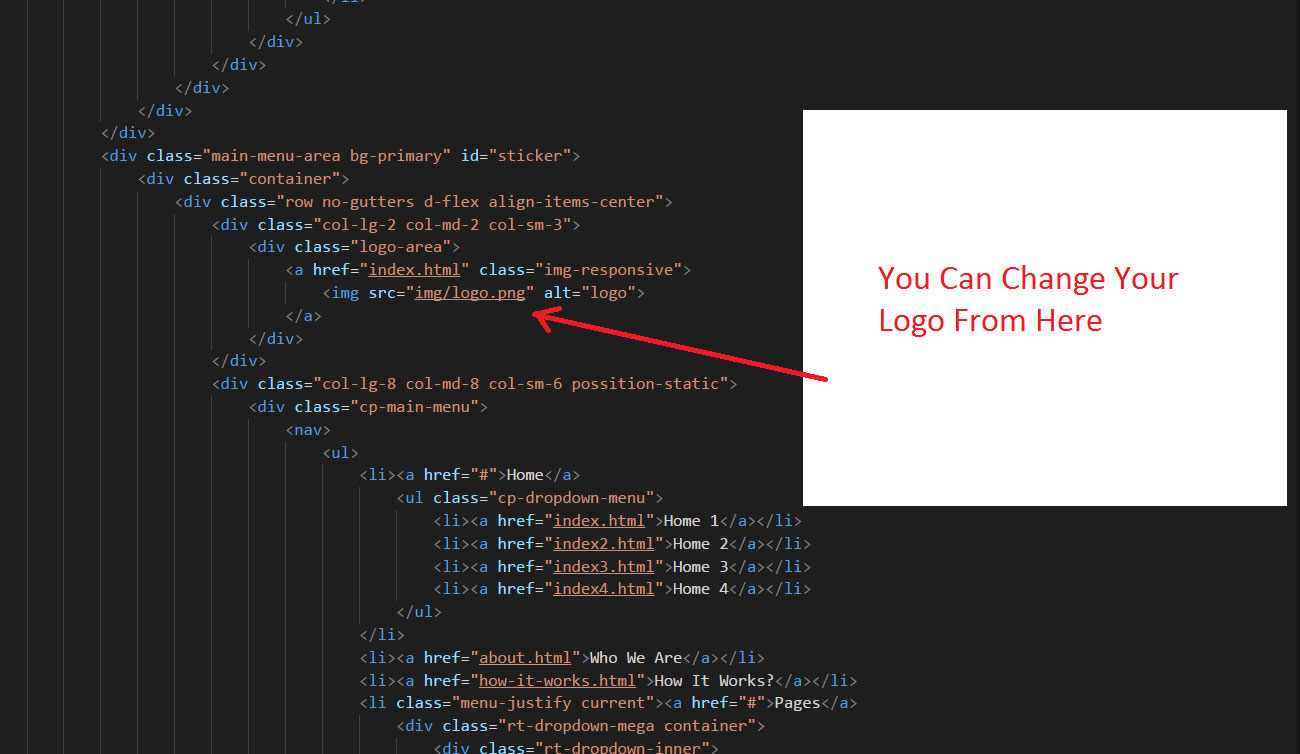 </li>
</ul>
</div>
</div>
</div>
</div>
</div>
<div class="main-menu-area bg-primary" id="sticker">
<div class="container">
<div class="row no-gutters d-flex align-items-center">
<div class="col-lg-2 col-md-2 col-sm-3">
<div class="logo-area">
<a href="index.html" class="img-responsive">
<img src="img/logo.png" alt="logo">
</a>
</div>
</div>
<div class="col-lg-8 col-md-8 col-sm-6 possition-static">
<div class="cp-main-menu">
<nav>
<ul>
<li><a href="#">Home</a>
<ul class="cp-dropdown-menu">
<li><a href="index.html">Home 1</a></li>
<li><a href="index2.html">Home 2</a></li>
<li><a href="index3.html">Home 3</a></li>
<li><a href="index4.html">Home 4</a></li>
</ul>
</li>
<li><a href="about.html">Who We Are</a></li>
<li><a href="how-it-works.html">How It Works?</a></li>
<li class="menu-justify current"><a href="#">Pages</a>
<div class="rt-dropdown-mega container">
<div class="rt-dropdown-inner">
You Can Change Your
Logo From Here